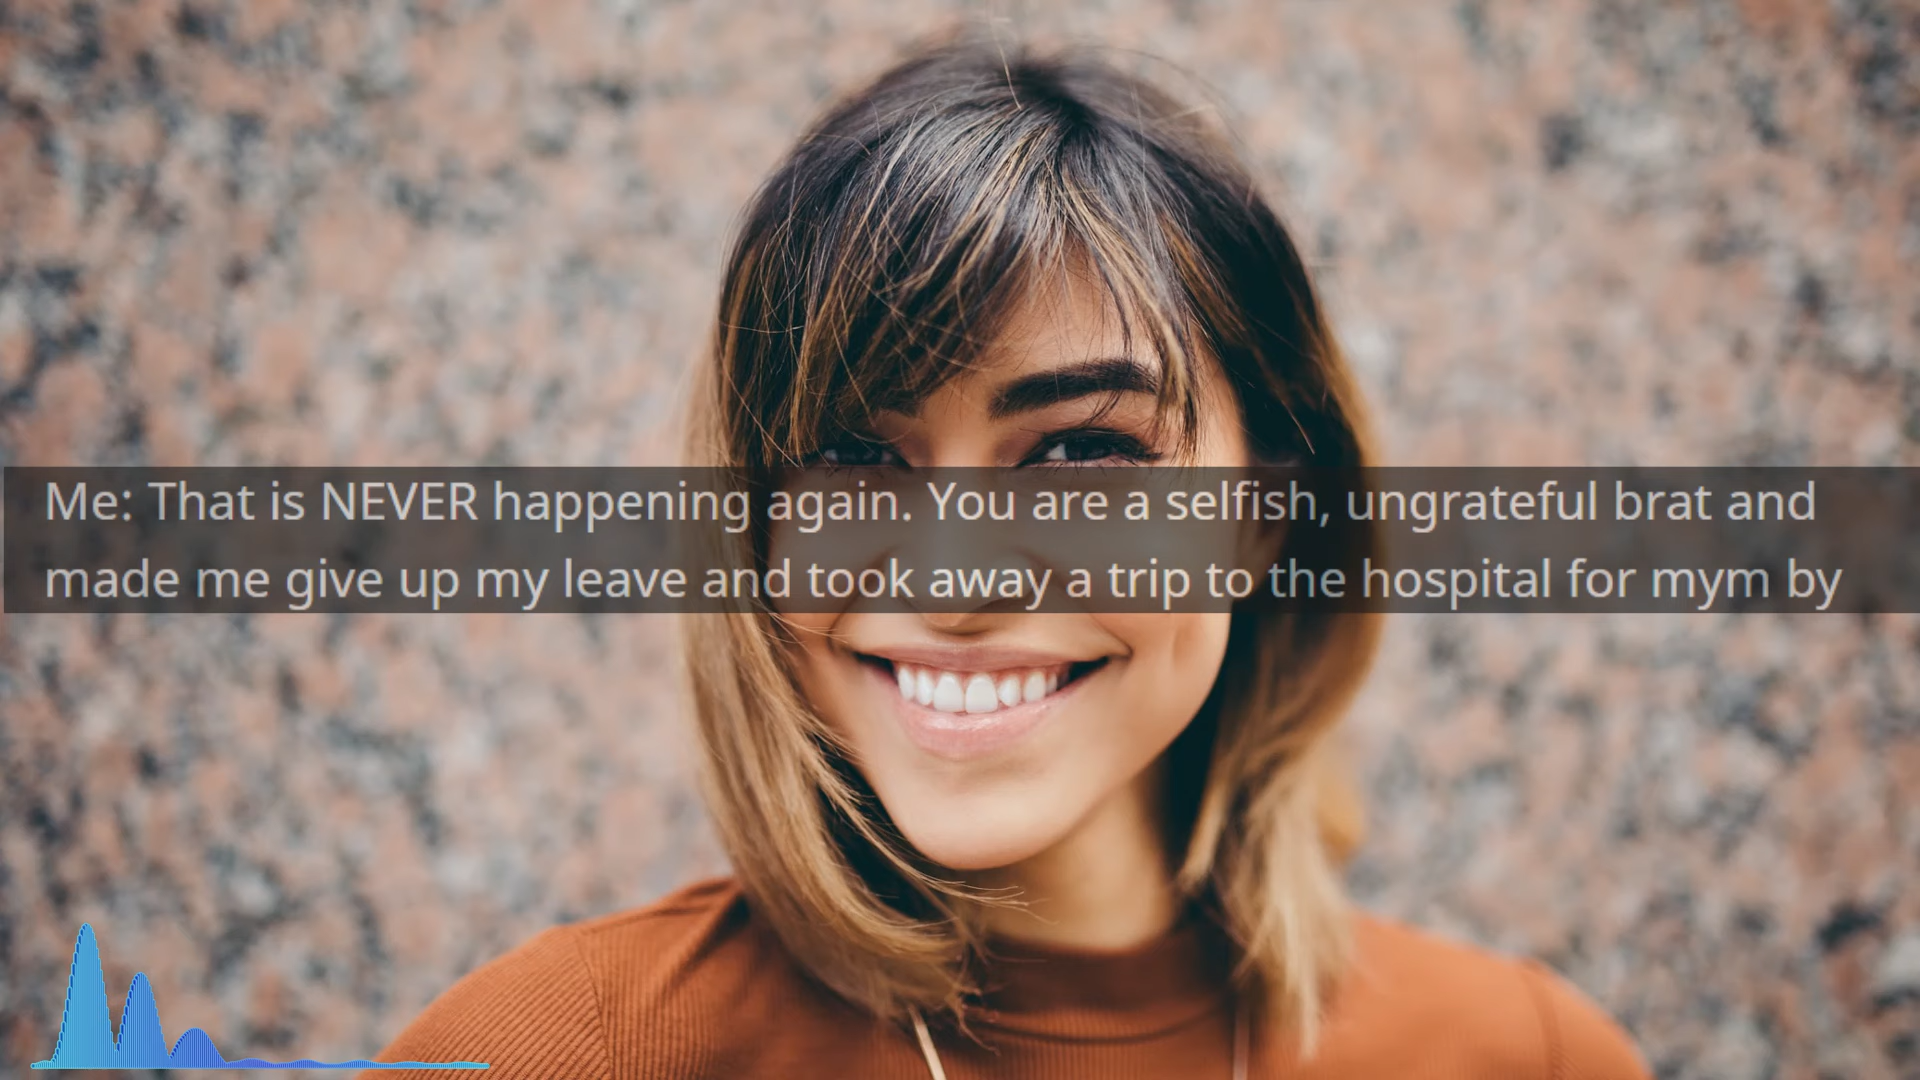 Me: That is NEVER happening again. You are a selfish, ungrateful brat and
made me give up my leave and took away a trip to the hospital for mym by